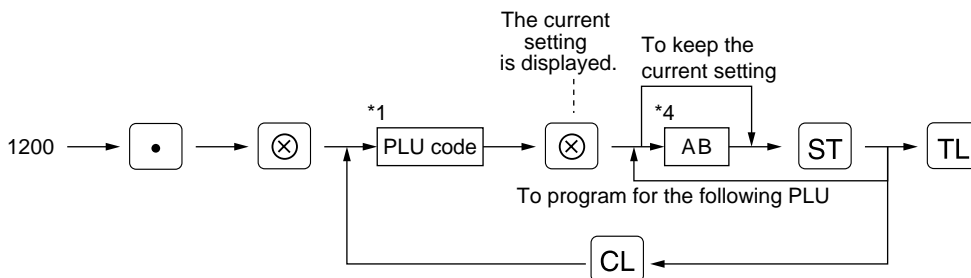 The current
setting
is displayed.
To keep the
current setting
*1
*4
1200
•
⊗
PLU code
⊗
AB
ST
TL
To program for the following PLU
CL